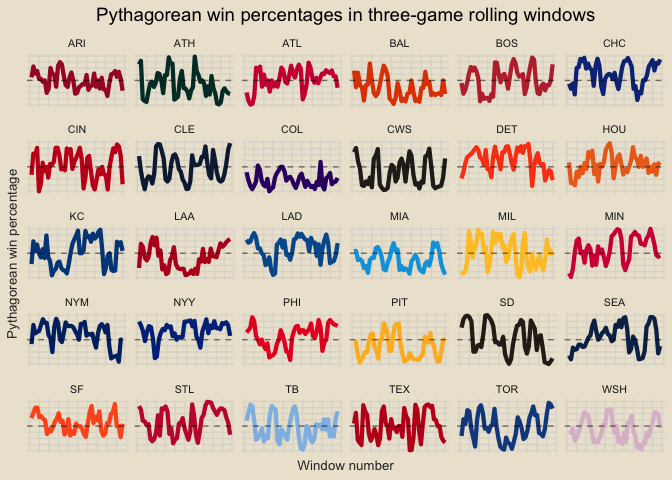 Pythagorean win percentages in three-game rolling windows
ARI ATH ATL BAL BOS CHC
CIN CLE COL CWS DET HOU
KC LAA LAD MIA MIL MIN
NYM NYY PHI PIT SD SEA
SF STL TB TEX TOR WSH
Pythagorean win percentage
Window number